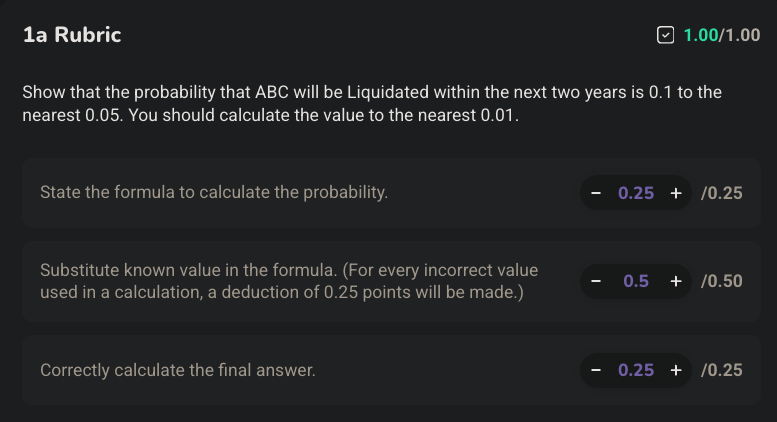 1a Rubric
1.00/1.00
Show that the probability that ABC will be Liquidated within the next two years is 0.1 to the
nearest 0.05. You should calculate the value to the nearest 0.01.
State the formula to calculate the probability.
− 0.25 + /0.25
Substitute known value in the formula. (For every incorrect value
used in a calculation, a deduction of 0.25 points will be made.)
− 0.5 + /0.50
Correctly calculate the final answer.
− 0.25 + /0.25